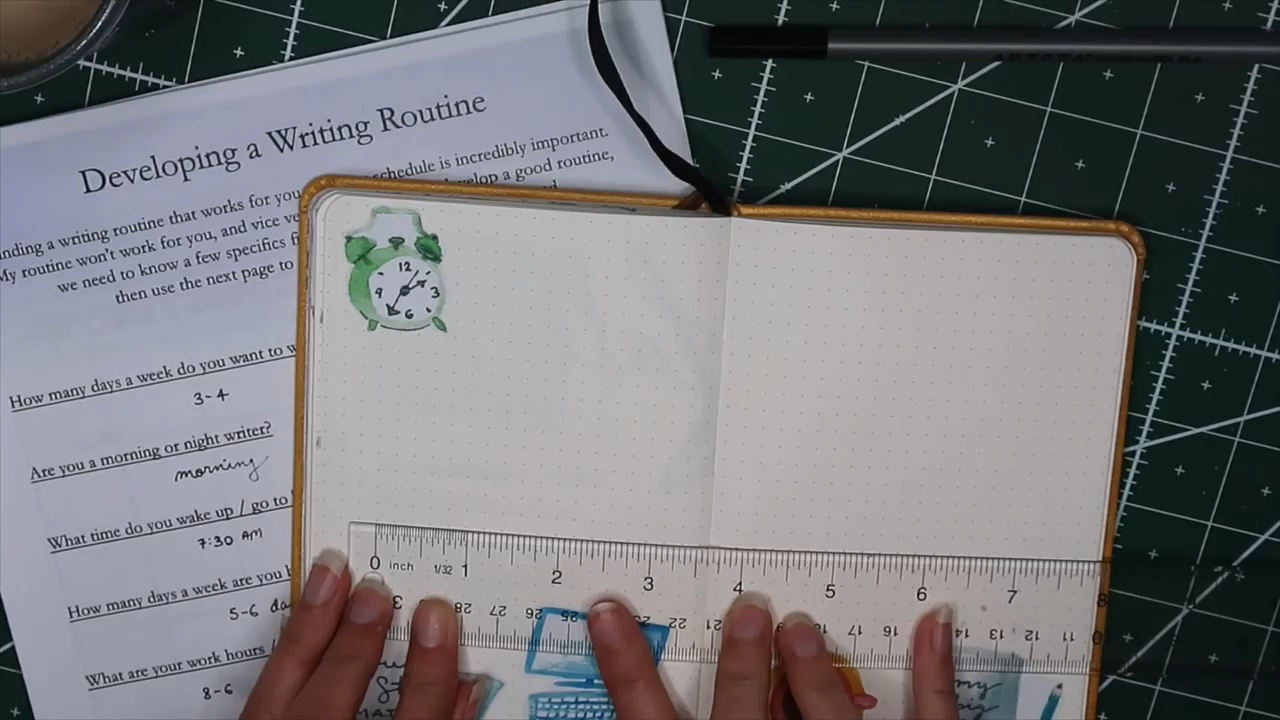 Developing a Writing Routine
nding a writing routine that works for you schedule is incredibly important.
My routine won't work for you, and vice ve develop a good routine,
we need to know a few specifics f
then use the next page to
How many days a week do you want to w
3-4
Are you a morning or night writer?
morning
What time do you wake up / go to
7:30 AM
How many days a week are you
5-6 da
What are your work hours /
8-6
12
9 3
6
0 inch 1/32 1 2 3 4 5 6 7 8
28 27 26 25 23 22 21 18 17 16 14 13 12 11